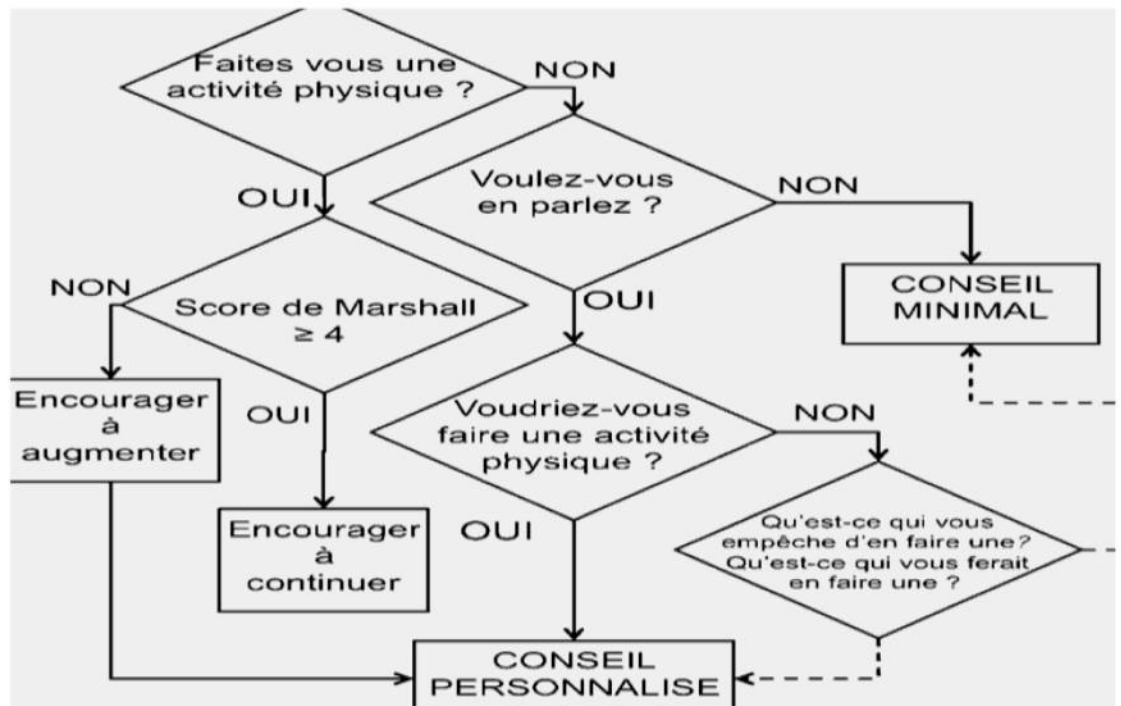 Faites vous une
activité physique ?
NON
OUI
Voulez-vous
en parlez ?
NON
CONSEIL
MINIMAL
NON
Score de Marshall
≥ 4
OUI
Encourager
à
augmenter
OUI
Encourager
à
continuer
Voudriez-vous
faire une activité
physique ?
NON
OUI
Qu'est-ce qui vous
empêche d'en faire une?
Qu'est-ce qui vous ferait
en faire une ?
CONSEIL
PERSONNALISE